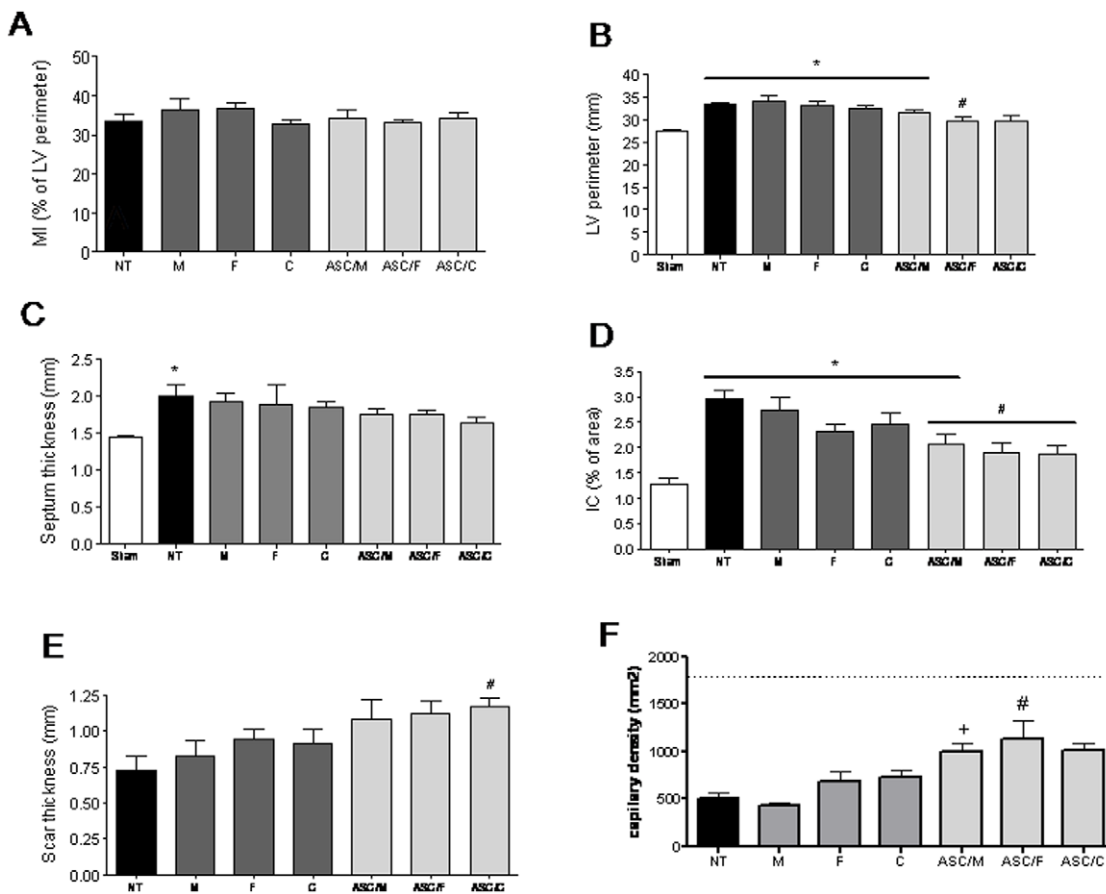 A
MI (% of LV perimeter)
50
40
30
20
10
0
NT M F C ASC/M ASC/F ASC/C
B
LV perimeter (mm)
40
35
30
25
20
15
10
5
0
*
#
Sham NT M F C ASC/M ASC/F ASC/C
C
Septum thickness (mm)
2.5
2.0
1.5
1.0
0.5
0.0
*
Sham NT M F C ASC/M ASC/F ASC/C
D
IC (% of area)
3.5
3.0
2.5
2.0
1.5
1.0
0.5
0.0
*
#
Sham NT M F C ASC/M ASC/F ASC/C
E
Scar thickness (mm)
1.25
1.00
0.75
0.50
0.25
0.00
#
NT M F C ASC/M ASC/F ASC/C
F
capilary density (mm2)
2000
1500
1000
500
0
+
#
NT M F C ASC/M ASC/F ASC/C